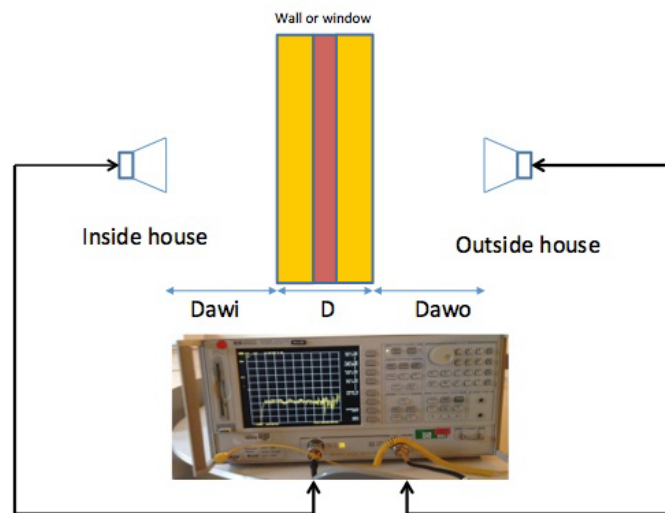 Wall or window
Inside house
Outside house
Dawi
D
Dawo